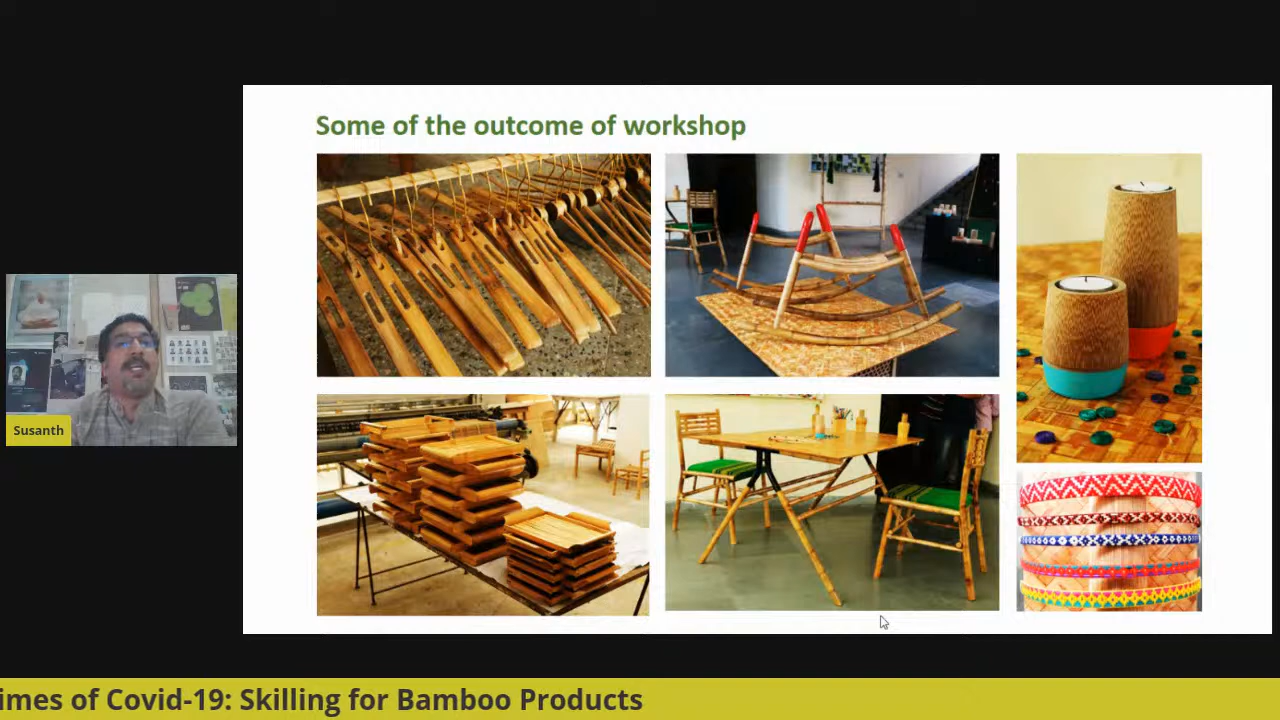 Some of the outcome of workshop
Susanth
imes of Covid-19: Skilling for Bamboo Products